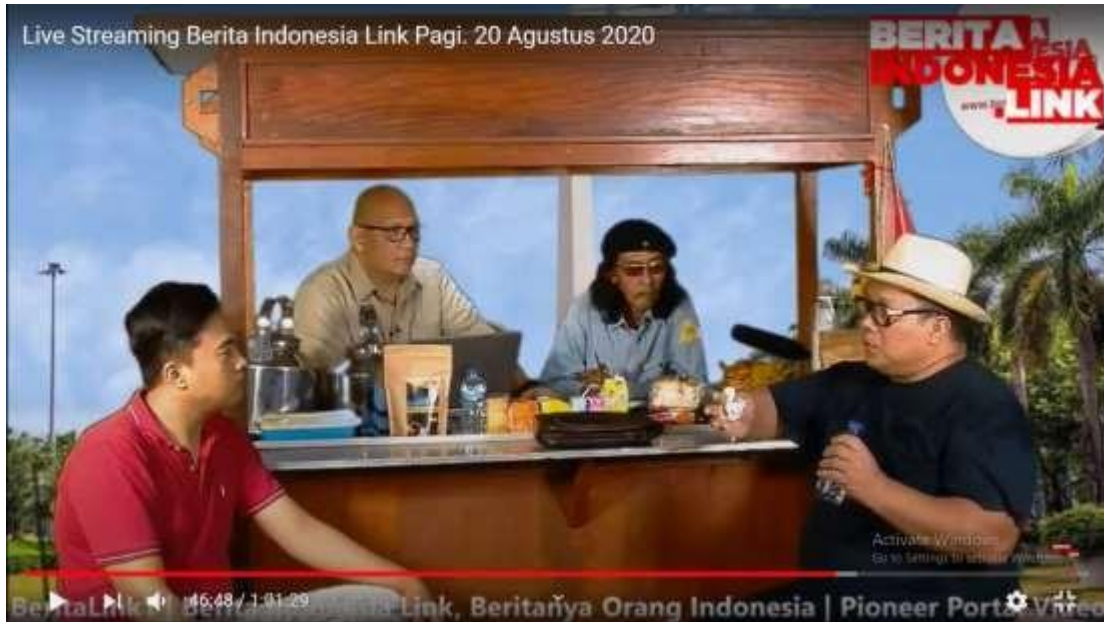 Live Streaming Berita Indonesia Link Pagi. 20 Agustus 2020
BERITA
INDONESIA
.LINK
Activate Windows
Go to Settings to activate Windows
46:48 / 1:01:29
Link, Beritanya Orang Indonesia | Pioneer Portal Video